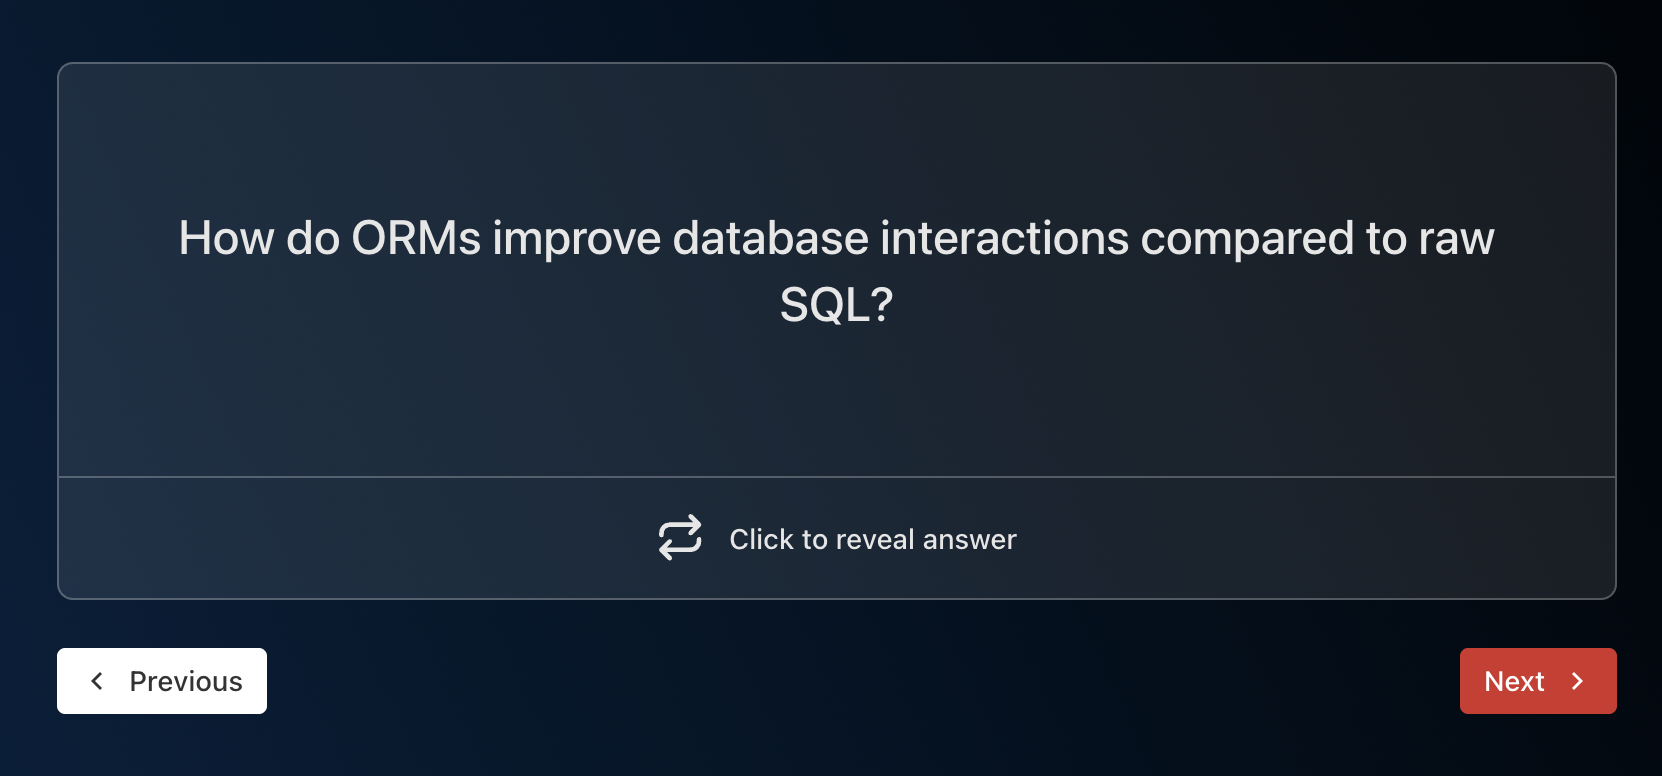 How do ORMs improve database interactions compared to raw
SQL?
Click to reveal answer
Previous
Next